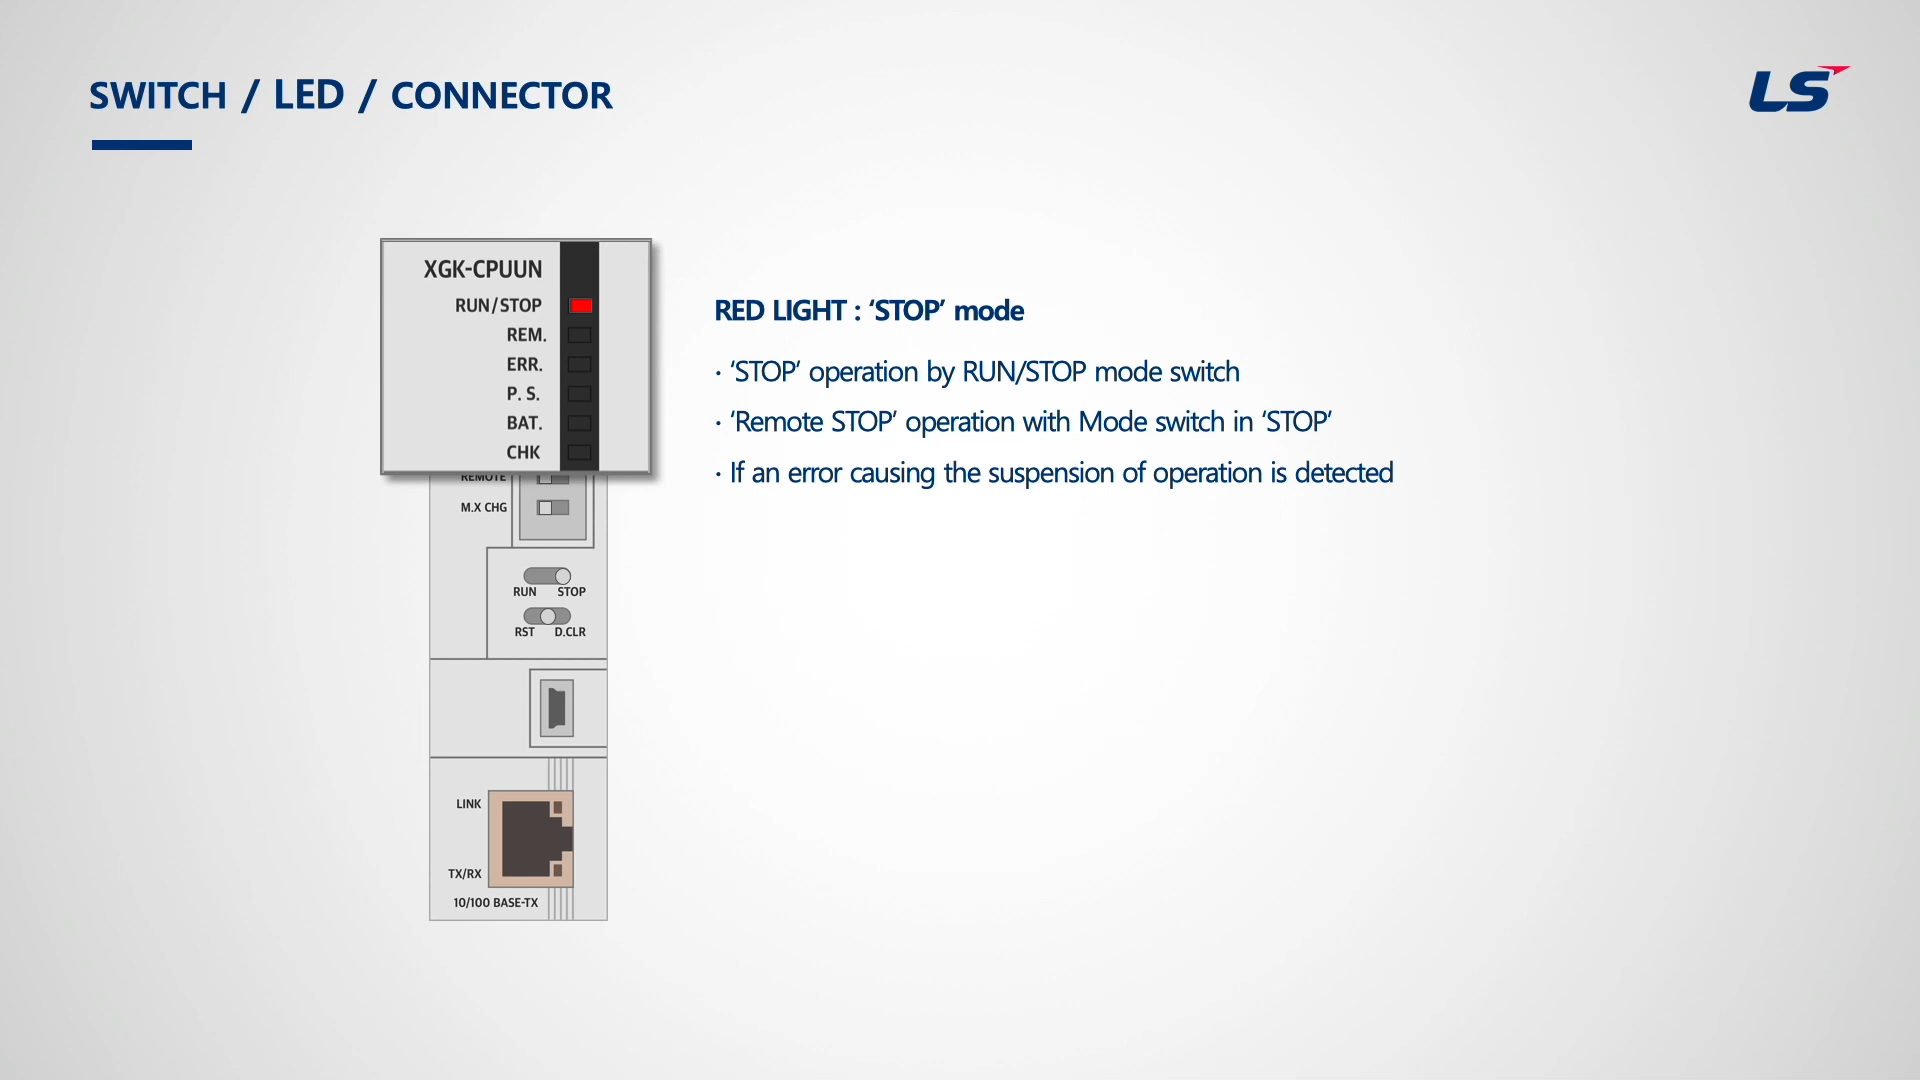 SWITCH / LED / CONNECTOR
LS
XGK-CPUUN
RUN/STOP
REM.
ERR.
P. S.
BAT.
CHK
RED LIGHT : ‘STOP’ mode
· ‘STOP’ operation by RUN/STOP mode switch
· ‘Remote STOP’ operation with Mode switch in ‘STOP’
· If an error causing the suspension of operation is detected
REMOTE
M.X CHG
RUN STOP
RST D.CLR
LINK
TX/RX
10/100 BASE-TX